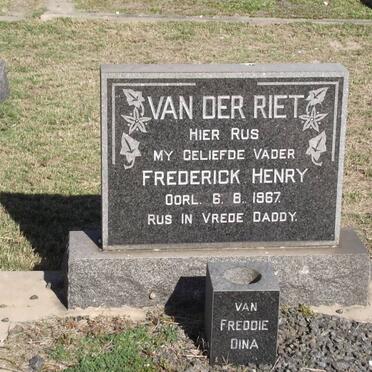 VAN DER RIET
HIER RUS
MY GELIEFDE VADER
FREDERICK HENRY
OORL. 6. 8. 1967.
RUS IN VREDE DADDY.
VAN
FREDDIE
DINA